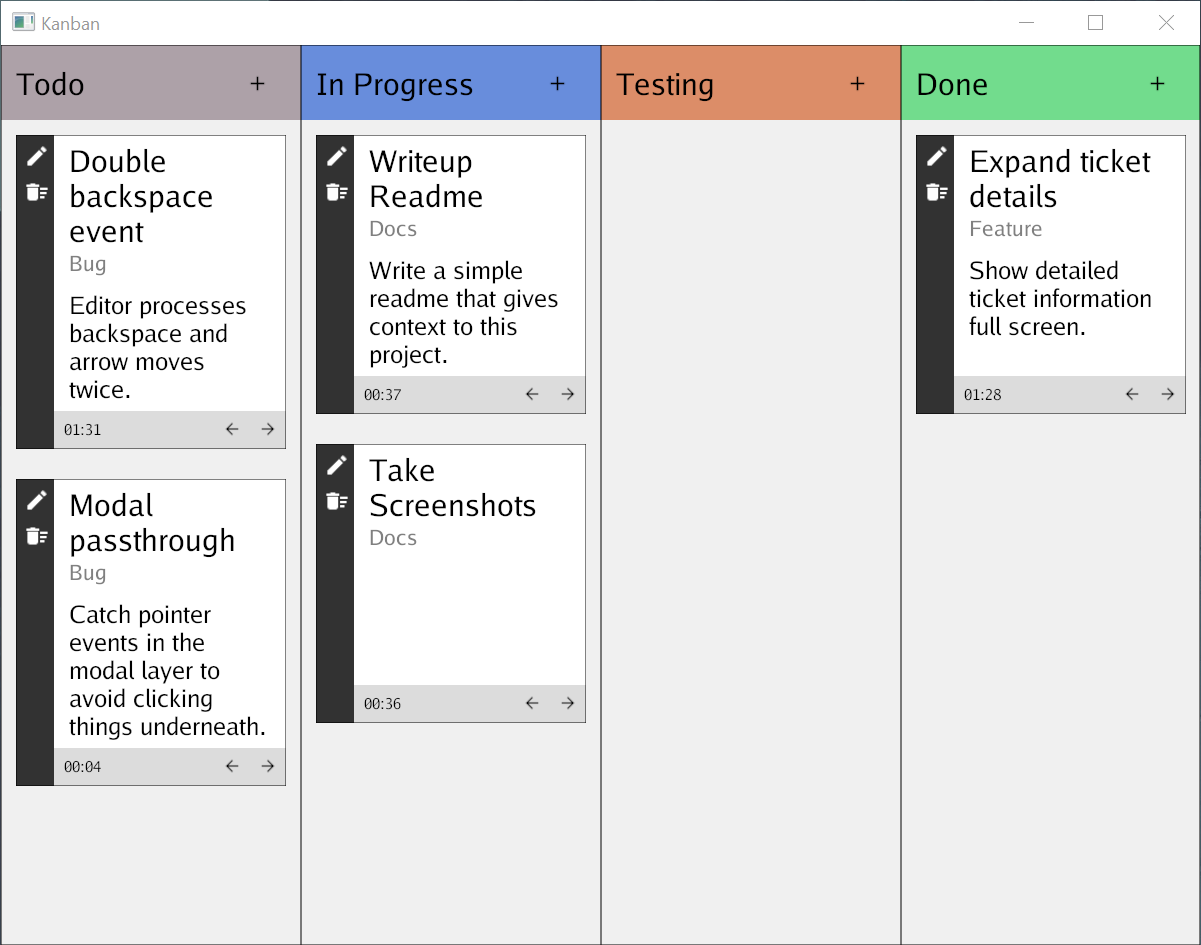 Kanban
Todo +
In Progress +
Testing +
Done +
Double
backspace
event
Bug
Editor processes
backspace and
arrow moves
twice.
01:31 ← →
Modal
passthrough
Bug
Catch pointer
events in the
modal layer to
avoid clicking
things underneath.
00:04 ← →
Writeup
Readme
Docs
Write a simple
readme that gives
context to this
project.
00:37 ← →
Take
Screenshots
Docs
00:36 ← →
Expand ticket
details
Feature
Show detailed
ticket information
full screen.
01:28 ← →